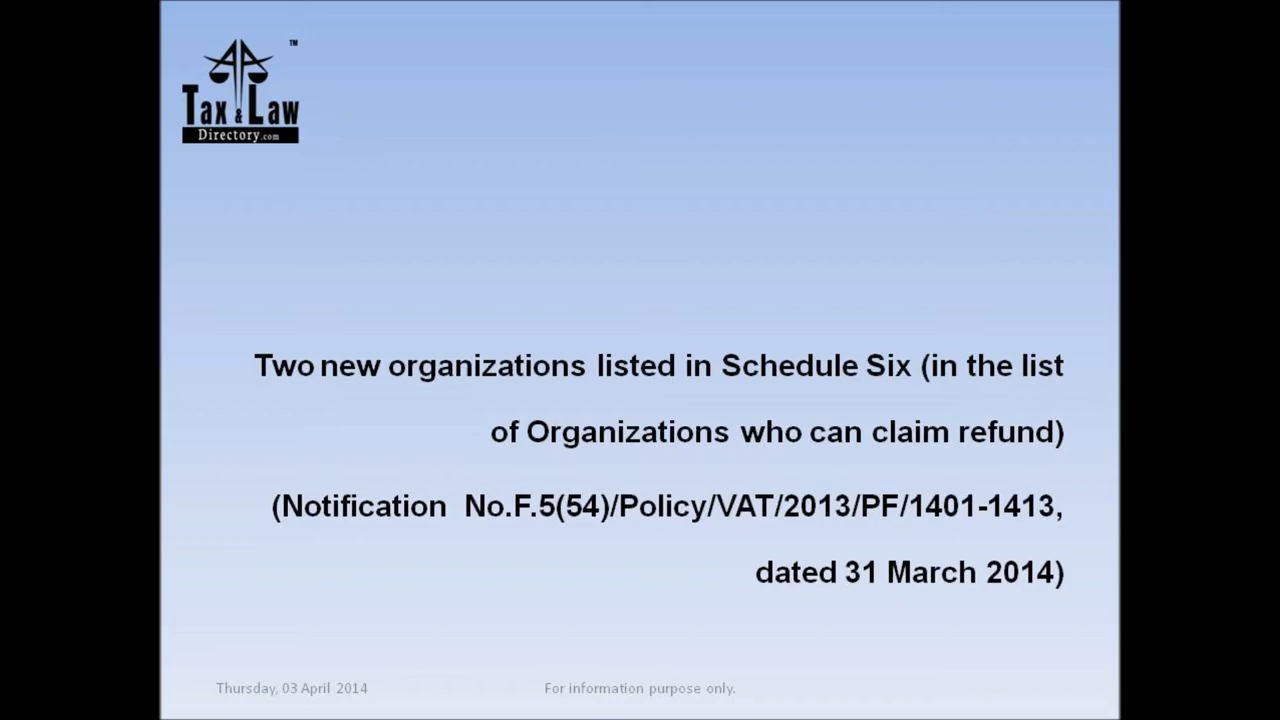 TM
Tax & Law
Directory.com
Two new organizations listed in Schedule Six (in the list
of Organizations who can claim refund)
(Notification No.F.5(54)/Policy/VAT/2013/PF/1401-1413,
dated 31 March 2014)
Thursday, 03 April 2014
For information purpose only.